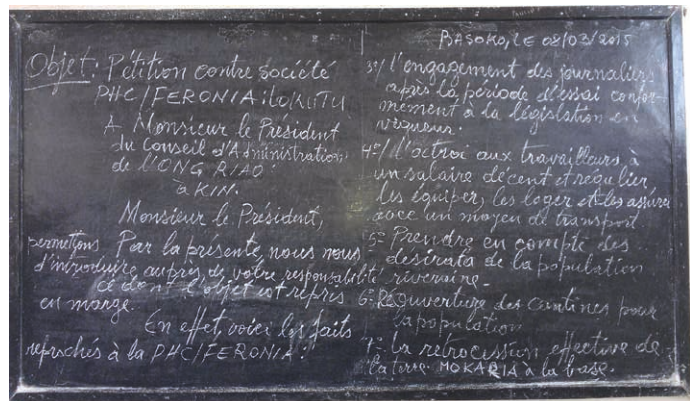 Objet: Pétition contre société
PHC/FERONIA: LOKUTU
A Monsieur le Président
du Conseil d'Administration
de l'ONG RIAO
à KIN.
Monsieur le Président,
Par la présente, nous nous
permettons
d'introduire auprès de votre responsabilité
ce dont l'objet est repris
en marge.
En effet, voici les faits
reprochés à la PHC/FERONIA:
BASOKO, LE 08/03/2015
3°/ l'engagement des journaliers
après la période d'essai confor-
mément à la législation en
vigueur.
4°/ l'octroi aux travailleurs à
un salaire décent et régulier
les équiper, les loger et les assurer
avec un moyen de transport
5° Prendre en compte des
désirata de la population
riveraine.
6° Réouverture des Cantines pour
la population
7° La rétrocession effective de
la terre MOKARIA à la base.